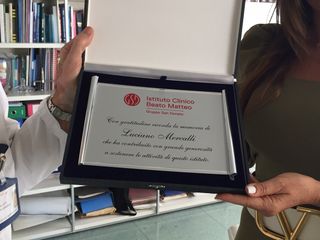 Istituto Clinico
Beato Matteo
Gruppo San Donato
Con gratitudine ricorda la memoria di
Luciano Mercalli
che ha contribuito con grande generosità
a sostenere le attività di questo istituto.